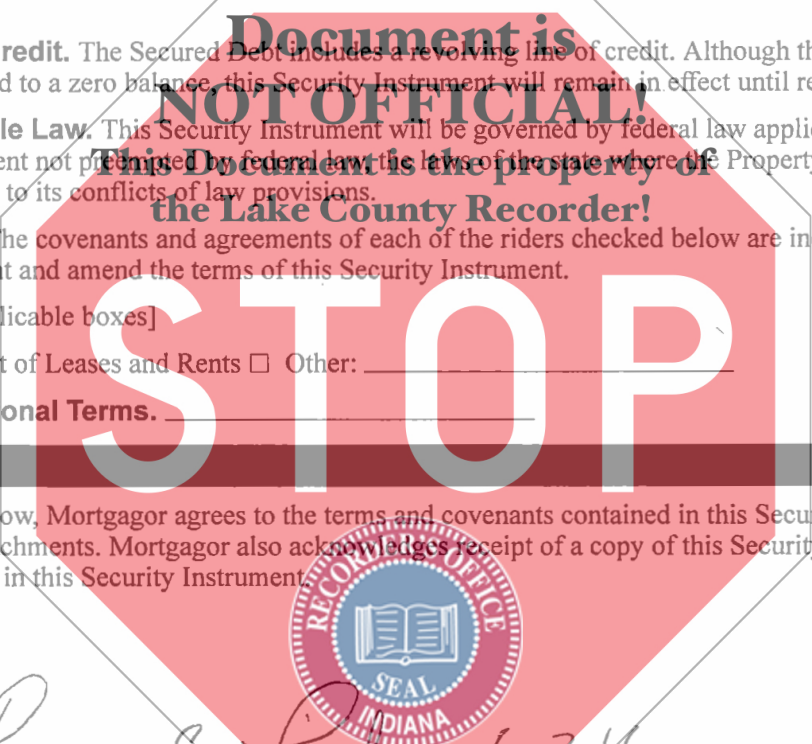 Document is
redit. The Secured Debt includes a revolving line of credit. Although th
d to a zero balance, this Security Instrument will remain in effect until re
NOT OFFICIAL!
le Law. This Security Instrument will be governed by federal law applic
ent not preempted by federal law, the laws of the state where the Property
This Document is the property of
to its conflicts of law provisions.
the Lake County Recorder!
he covenants and agreements of each of the riders checked below are in
t and amend the terms of this Security Instrument.
STOP
licable boxes]
t of Leases and Rents ☐ Other:
onal Terms.
ow, Mortgagor agrees to the terms and covenants contained in this Secu
chments. Mortgagor also acknowledges receipt of a copy of this Security
in this Security Instrument.
RECORDER'S OFFICE
SEAL
INDIANA